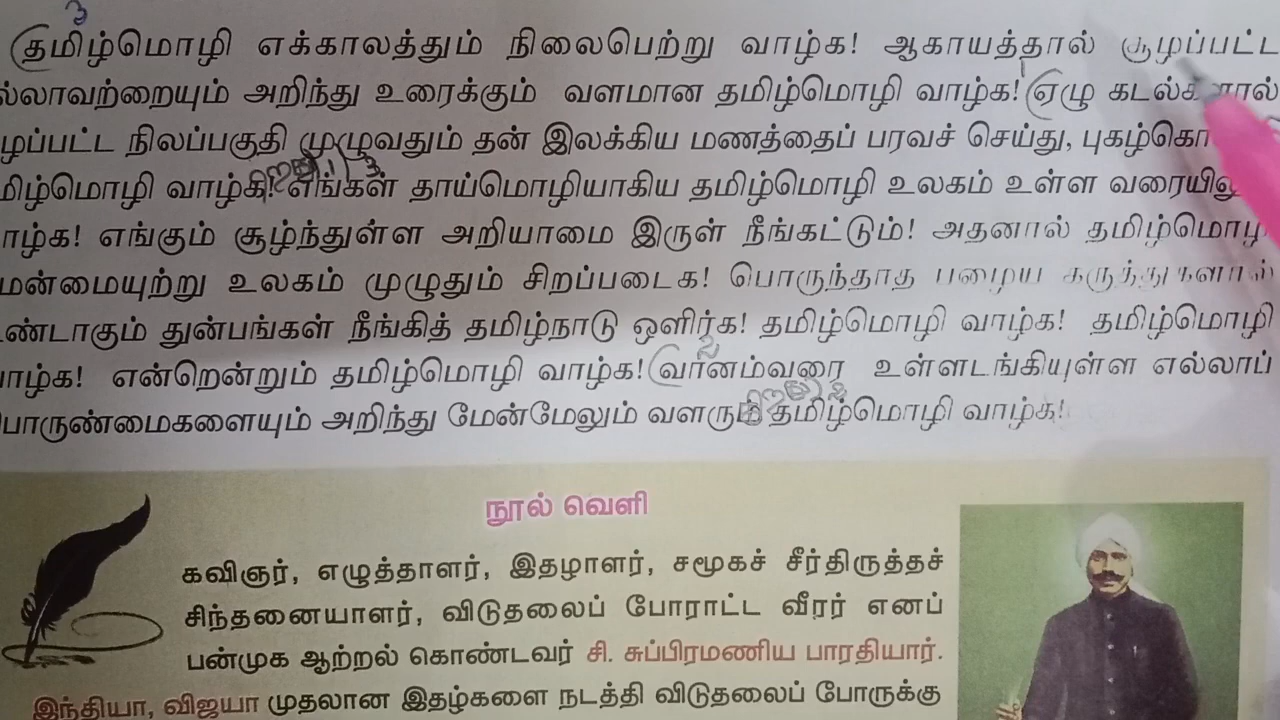 3
தமிழ்மொழி எக்காலத்தும் நிலைபெற்று வாழ்க! ஆகாயத்தால் சூழப்பட்ட
ல்லாவற்றையும் அறிந்து உரைக்கும் வளமான தமிழ்மொழி வாழ்க! ஏழு
ழப்பட்ட நிலப்பகுதி முழுவதும் தன் இலக்கிய மணத்தைப் பரவச் செய்து, புகழ்கொ
மிழ்மொழி வாழ்க! எங்கள் தாய்மொழியாகிய தமிழ்மொழி உலகம் உள்ள
ாழ்க! எங்கும் சூழ்ந்துள்ள அறியாமை இருள் நீங்கட்டும்! அதனால் தமிழ்மொழி
மன்மையுற்று உலகம் முழுதும் சிறப்படைக! பொருந்தாத பழைய கருத்துகளால்
ண்டாகும் துன்பங்கள் நீங்கித் தமிழ்நாடு ஒளிர்க! தமிழ்மொழி வாழ்க! தமிழ்மொழி
ாழ்க! என்றென்றும் தமிழ்மொழி வாழ்க! வானம்வரை உள்ளடங்கியுள்ள எல்லாப்
பாருண்மைகளையும் அறிந்து மேன்மேலும் வளரும் தமிழ்மொழி வாழ்க!
நூல் வெளி
கவிஞர், எழுத்தாளர், இதழாளர், சமூகச் சீர்திருத்தச்
சிந்தனையாளர், விடுதலைப் போராட்ட வீரர் எனப்
பன்முக ஆற்றல் கொண்டவர் சி. சுப்பிரமணிய பாரதியார்.
இந்தியா, விஜயா முதலான இதழ்களை நடத்தி விடுதலைப் போருக்கு